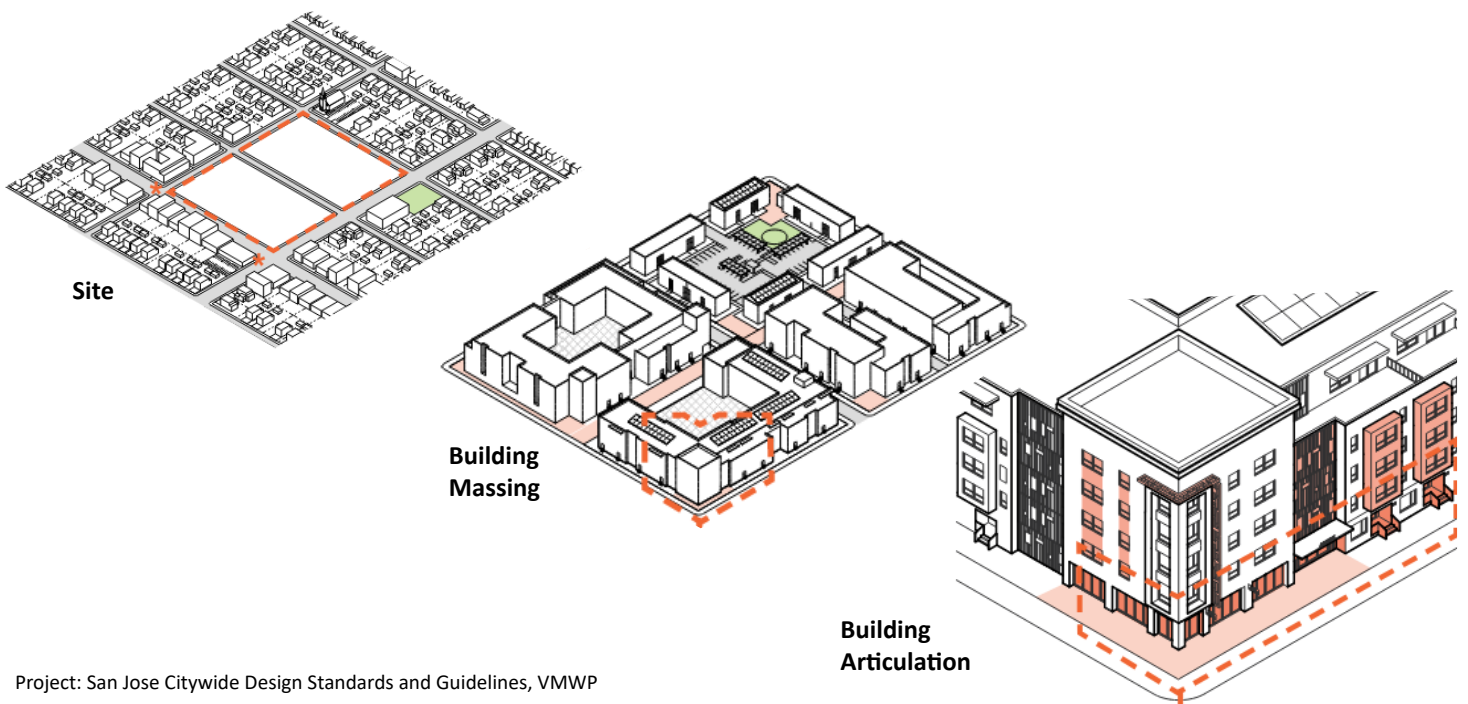 Site
Building
Massing
Building
Articulation
Project: San Jose Citywide Design Standards and Guidelines, VMWP